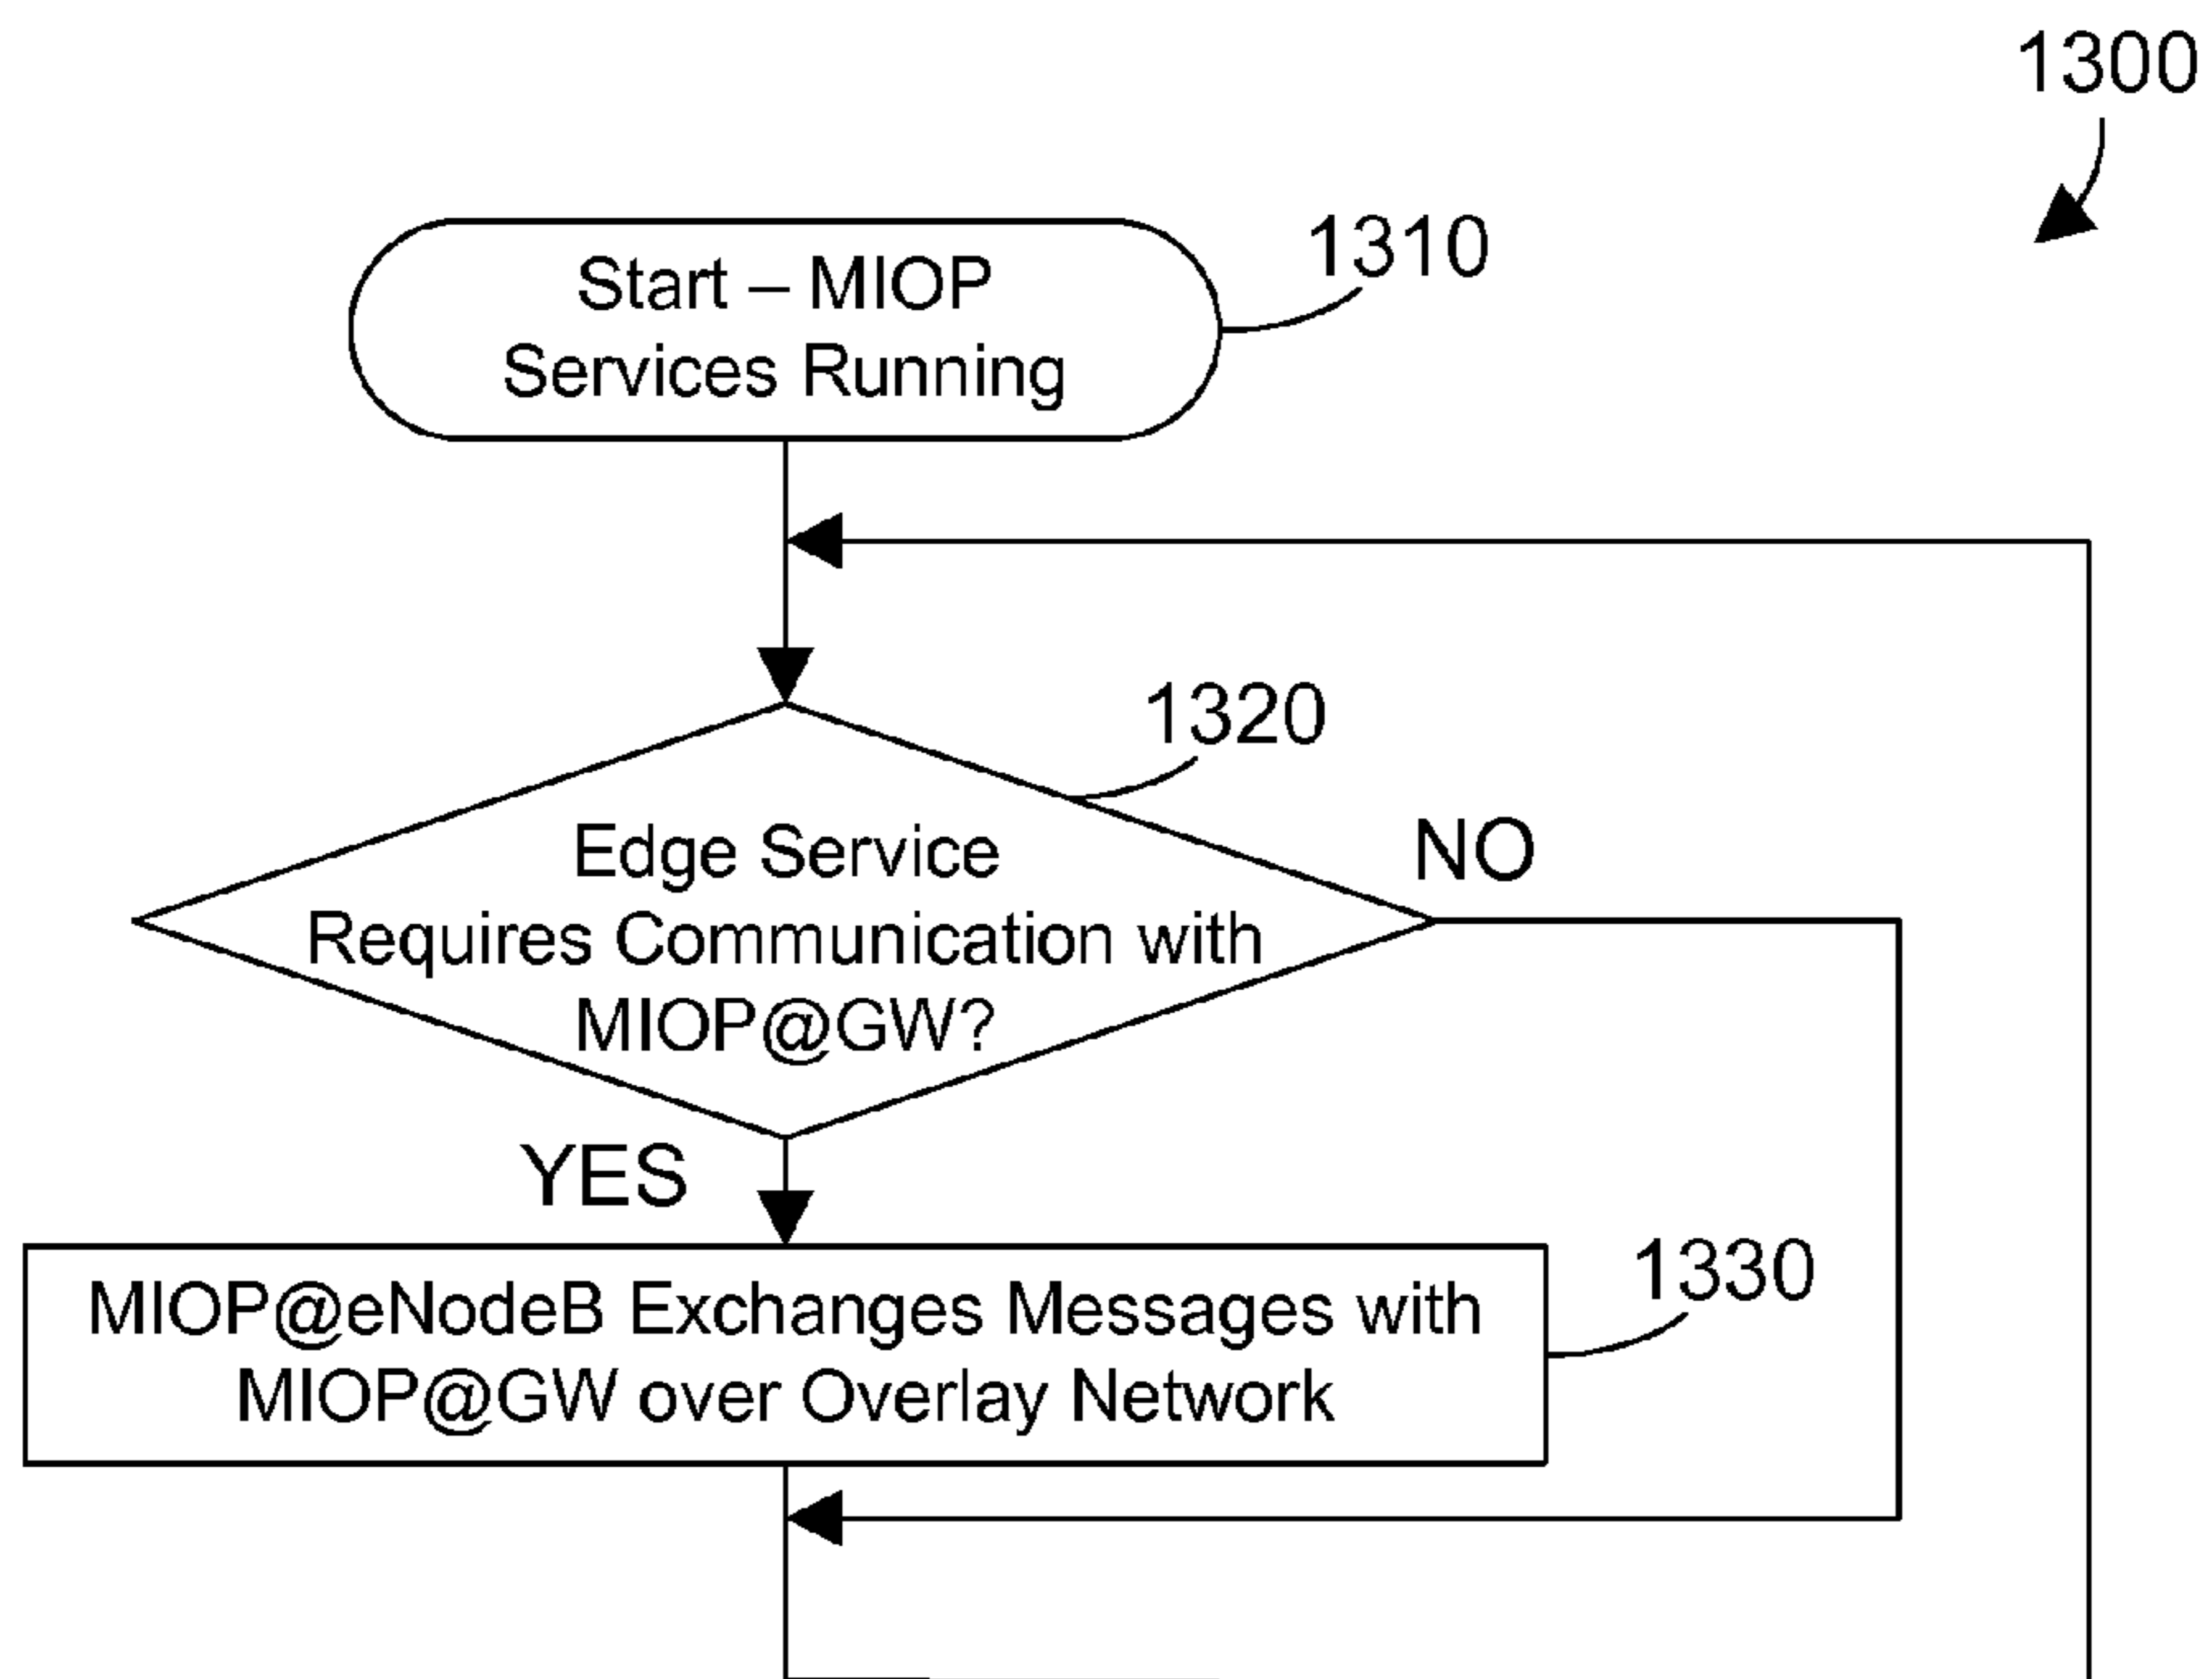 1300
Start – MIOP
Services Running
1310
1320
Edge Service
Requires Communication with
MIOP@GW?
NO
YES
MIOP@eNodeB Exchanges Messages with
MIOP@GW over Overlay Network
1330